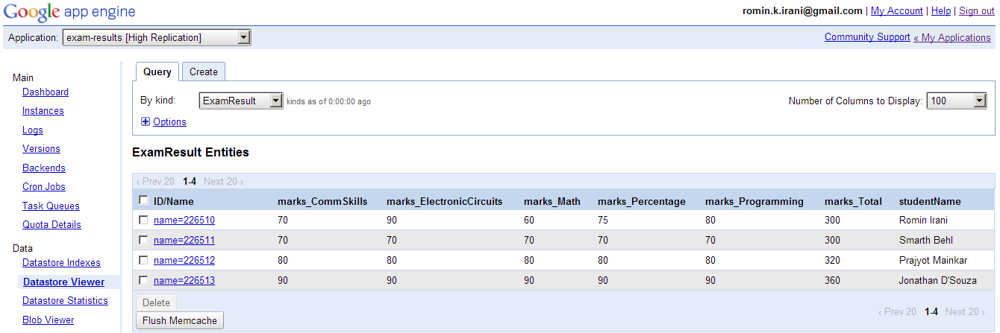 Google app engine
romin.k.irani@gmail.com | My Account | Help | Sign out
Application: exam-results [High Replication]
Community Support « My Applications
Main
Dashboard
Instances
Logs
Versions
Backends
Cron Jobs
Task Queues
Quota Details
Data
Datastore Indexes
Datastore Viewer
Datastore Statistics
Blob Viewer
Query Create
By kind: ExamResult kinds as of 0:00:00 ago Number of Columns to Display: 100
Options
ExamResult Entities
‹ Prev 20 1-4 Next 20 ›
ID/Name marks_CommSkills marks_ElectronicCircuits marks_Math marks_Percentage marks_Programming marks_Total studentName
name=226510 70 90 60 75 80 300 Romin Irani
name=226511 70 70 70 70 70 300 Smarth Behl
name=226512 80 80 80 80 80 320 Prajyot Mainkar
name=226513 90 90 90 90 90 360 Jonathan D'Souza
Delete
Flush Memcache
‹ Prev 20 1-4 Next 20 ›